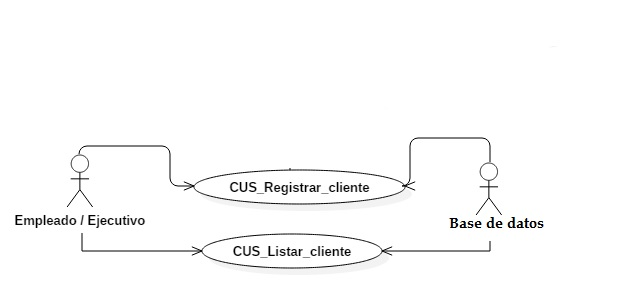 CUS_Registrar_cliente
Empleado / Ejecutivo
Base de datos
CUS_Listar_cliente